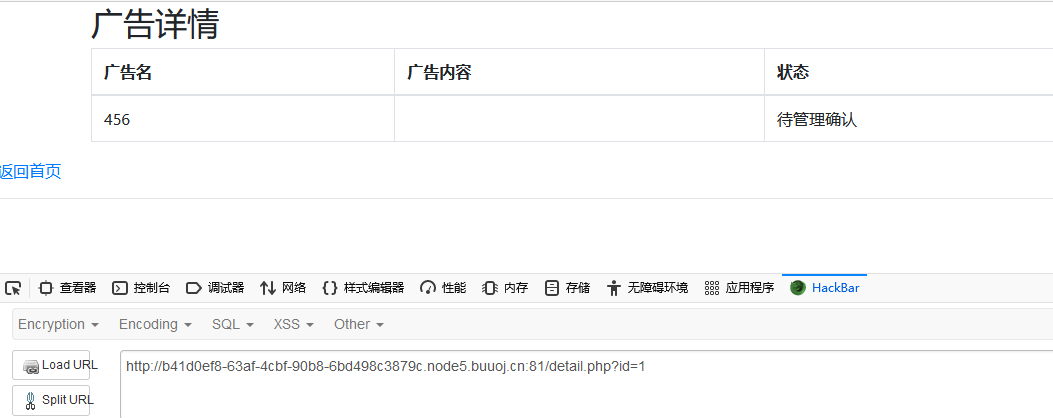 广告详情
广告名 广告内容 状态
456 待管理确认
返回首页
查看器 控制台 调试器 网络 样式编辑器 性能 内存 存储 无障碍环境 应用程序 HackBar
Encryption Encoding SQL XSS Other
Load URL http://b41d0ef8-63af-4cbf-90b8-6bd498c3879c.node5.buuoj.cn:81/detail.php?id=1
Split URL